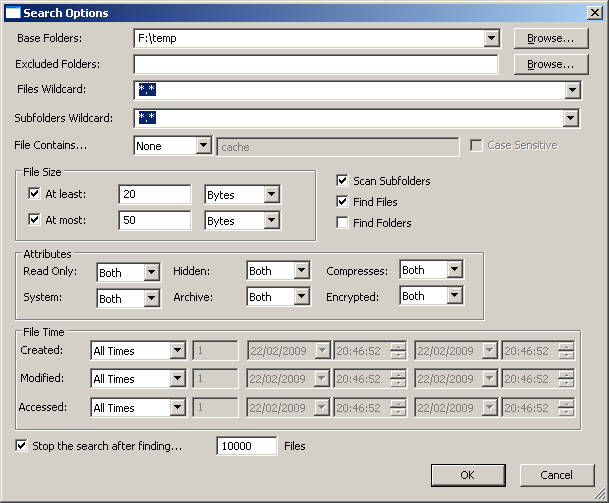 Search Options
Base Folders: F:\temp Browse...
Excluded Folders: Browse...
Files Wildcard: *.*
Subfolders Wildcard: *.*
File Contains... None cache Case Sensitive
File Size
At least: 20 Bytes
At most: 50 Bytes
Scan Subfolders
Find Files
Find Folders
Attributes
Read Only: Both Hidden: Both Compresses: Both
System: Both Archive: Both Encrypted: Both
File Time
Created: All Times 1 22/02/2009 20:46:52 22/02/2009 20:46:52
Modified: All Times 1 22/02/2009 20:46:52 22/02/2009 20:46:52
Accessed: All Times 1 22/02/2009 20:46:52 22/02/2009 20:46:52
Stop the search after finding... 10000 Files
OK Cancel